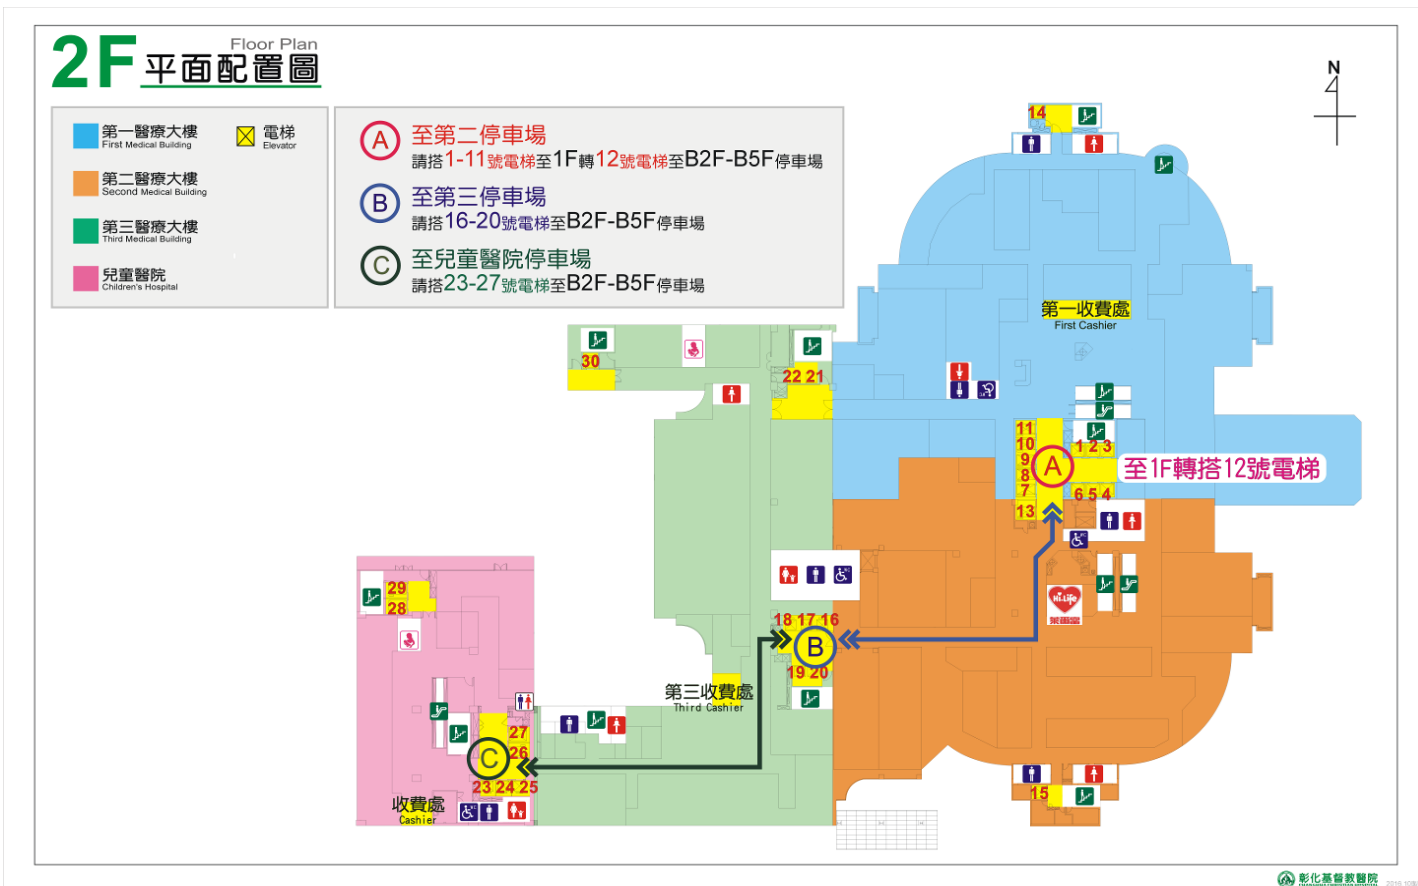 2F
Floor Plan
平面配置圖
第一醫療大樓
First Medical Building
電梯
Elevator
第二醫療大樓
Second Medical Building
第三醫療大樓
Third Medical Building
兒童醫院
Children's Hospital
A
至第二停車場
請搭1-11號電梯至1F轉12號電梯至B2F-B5F停車場
B
至第三停車場
請搭16-20號電梯至B2F-B5F停車場
C
至兒童醫院停車場
請搭23-27號電梯至B2F-B5F停車場
N
14
第一收費處
First Cashier
30
22 21
11
10
9
8
7
13
A
1 2 3
6 5 4
至1F轉搭12號電梯
Hi-Life
萊爾富
29
28
18 17 16
B
19 20
第三收費處
Third Cashier
27
26
C
23 24 25
收費處
Cashier
15
彰化基督教醫院